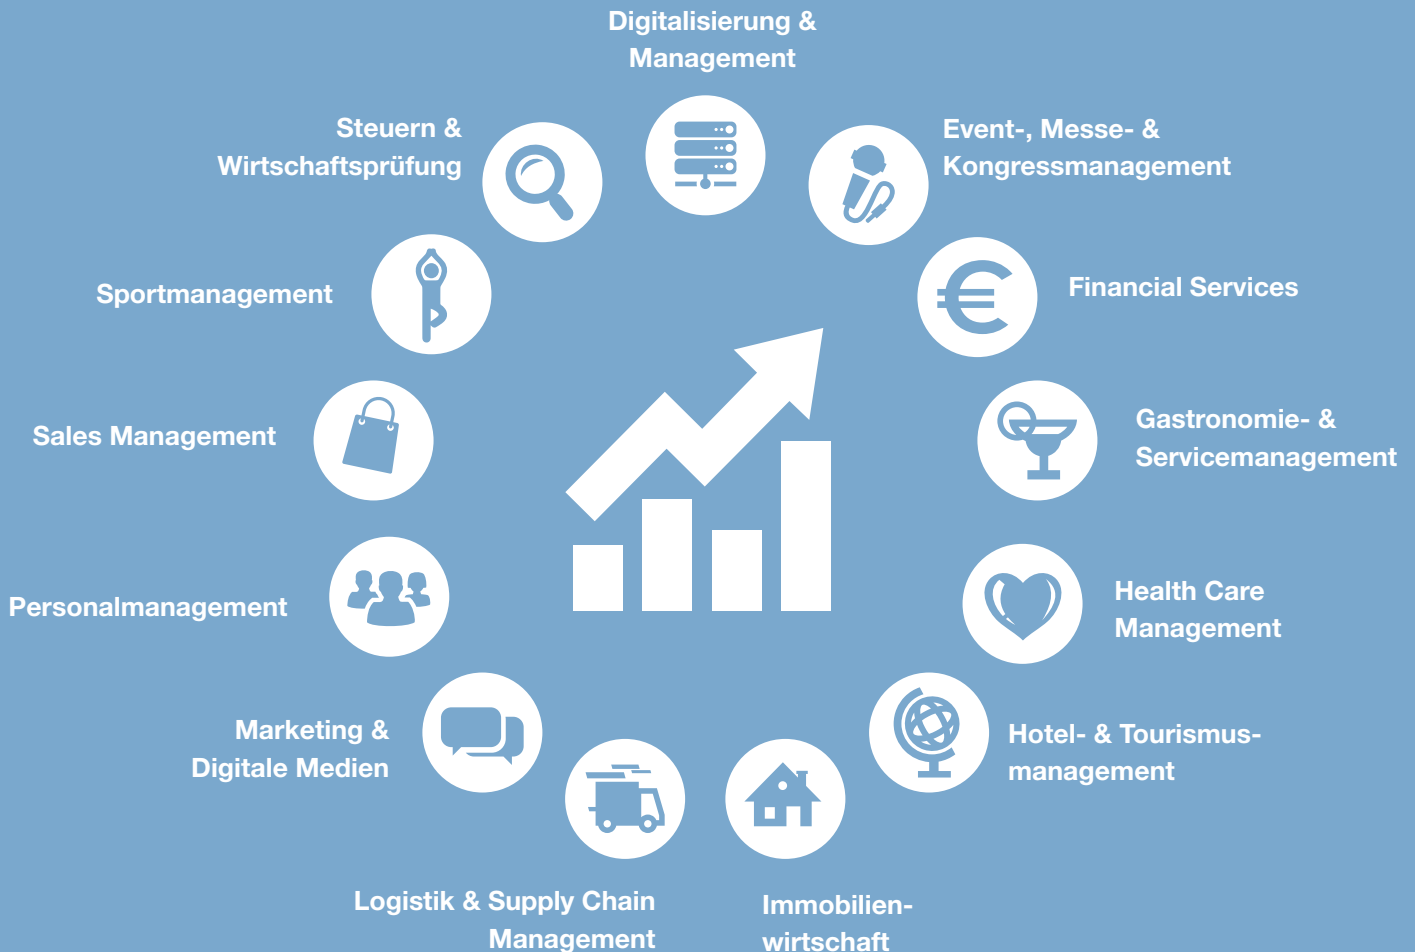 Digitalisierung &
Management
Event-, Messe- &
Kongressmanagement
Financial Services
Gastronomie- &
Servicemanagement
Health Care
Management
Hotel- & Tourismus-
management
Immobilien-
wirtschaft
Logistik & Supply Chain
Management
Marketing &
Digitale Medien
Personalmanagement
Sales Management
Sportmanagement
Steuern &
Wirtschaftsprüfung